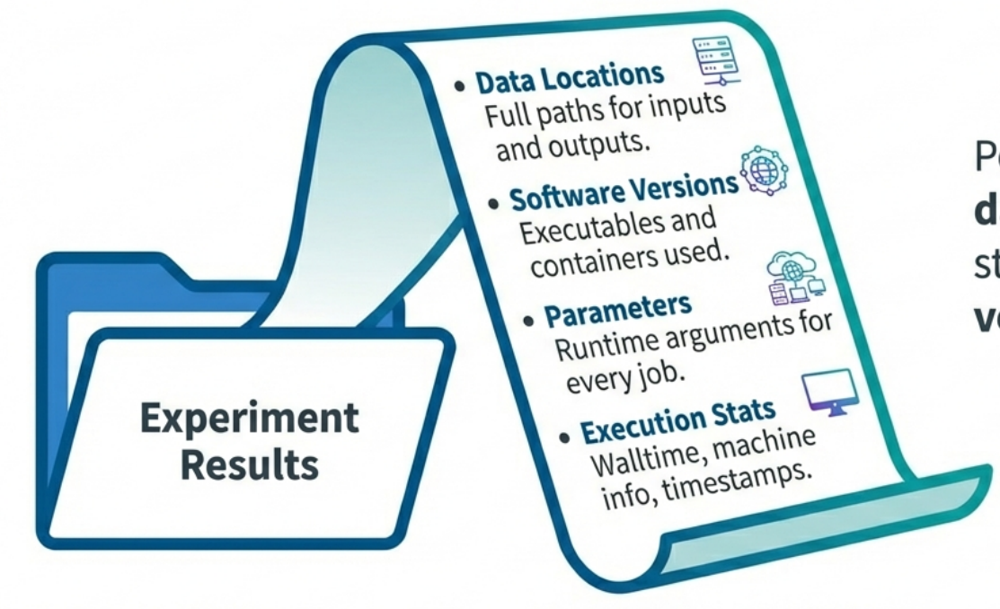 Experiment
Results
• Data Locations
Full paths for inputs
and outputs.
• Software Versions
Executables and
containers used.
• Parameters
Runtime arguments for
every job.
• Execution Stats
Walltime, machine
info, timestamps.